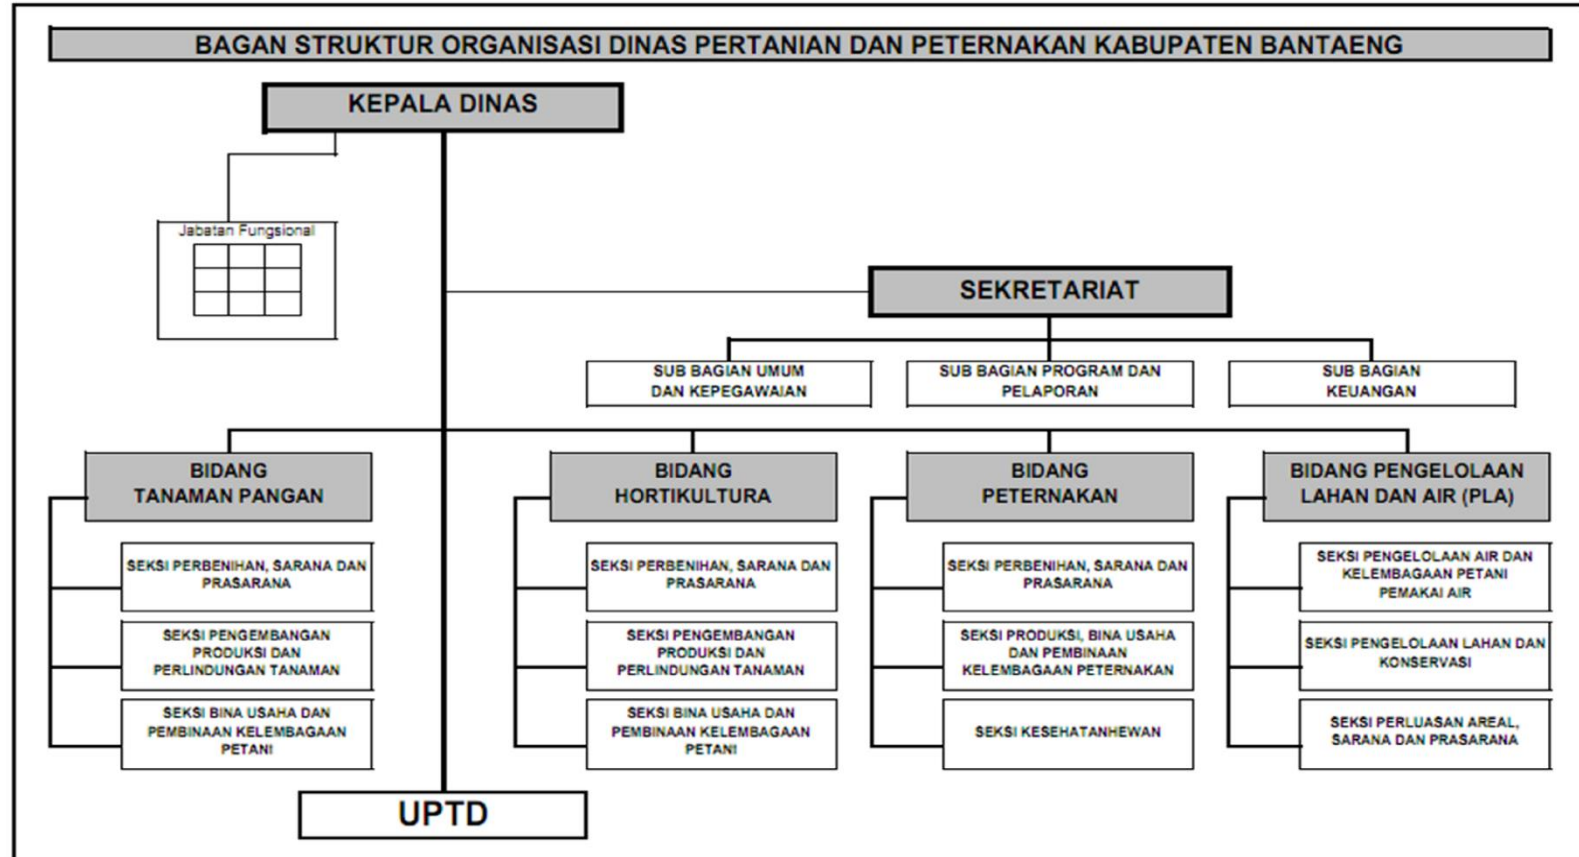 BAGAN STRUKTUR ORGANISASI DINAS PERTANIAN DAN PETERNAKAN KABUPATEN BANTAENG
KEPALA DINAS
Jabatan Fungsional
SEKRETARIAT
SUB BAGIAN UMUM
DAN KEPEGAWAIAN
SUB BAGIAN PROGRAM DAN
PELAPORAN
SUB BAGIAN
KEUANGAN
BIDANG
TANAMAN PANGAN
SEKSI PERBENIHAN, SARANA DAN
PRASARANA
SEKSI PENGEMBANGAN
PRODUKSI DAN
PERLINDUNGAN TANAMAN
SEKSI BINA USAHA DAN
PEMBINAAN KELEMBAGAAN
PETANI
BIDANG
HORTIKULTURA
SEKSI PERBENIHAN, SARANA DAN
PRASARANA
SEKSI PENGEMBANGAN
PRODUKSI DAN
PERLINDUNGAN TANAMAN
SEKSI BINA USAHA DAN
PEMBINAAN KELEMBAGAAN
PETANI
BIDANG
PETERNAKAN
SEKSI PERBENIHAN, SARANA DAN
PRASARANA
SEKSI PRODUKSI, BINA USAHA
DAN PEMBINAAN
KELEMBAGAAN PETERNAKAN
SEKSI KESEHATANHEWAN
BIDANG PENGELOLAAN
LAHAN DAN AIR (PLA)
SEKSI PENGELOLAAN AIR DAN
KELEMBAGAAN PETANI
PEMAKAI AIR
SEKSI PENGELOLAAN LAHAN DAN
KONSERVASI
SEKSI PERLUASAN AREAL,
SARANA DAN PRASARANA
UPTD